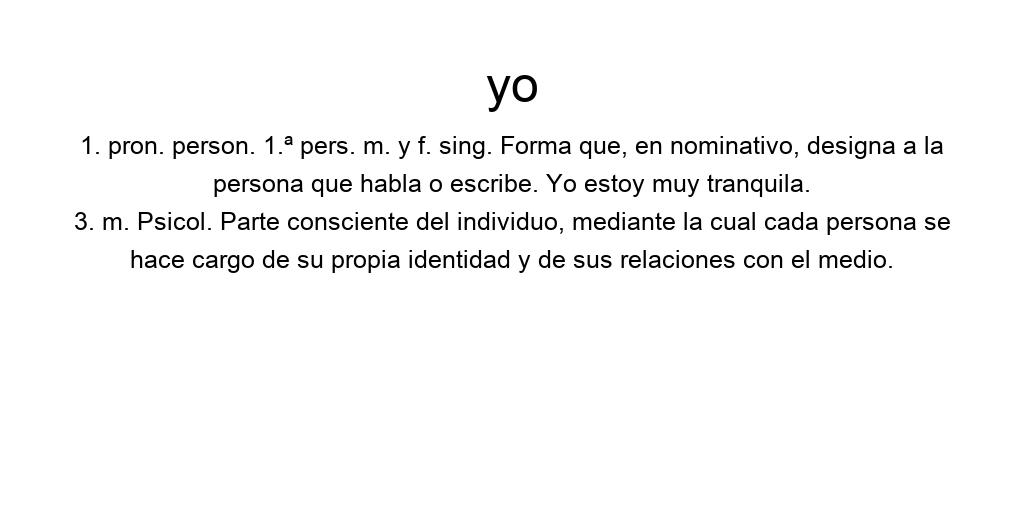 yo
1. pron. person. 1.ª pers. m. y f. sing. Forma que, en nominativo, designa a la
persona que habla o escribe. Yo estoy muy tranquila.
3. m. Psicol. Parte consciente del individuo, mediante la cual cada persona se
hace cargo de su propia identidad y de sus relaciones con el medio.